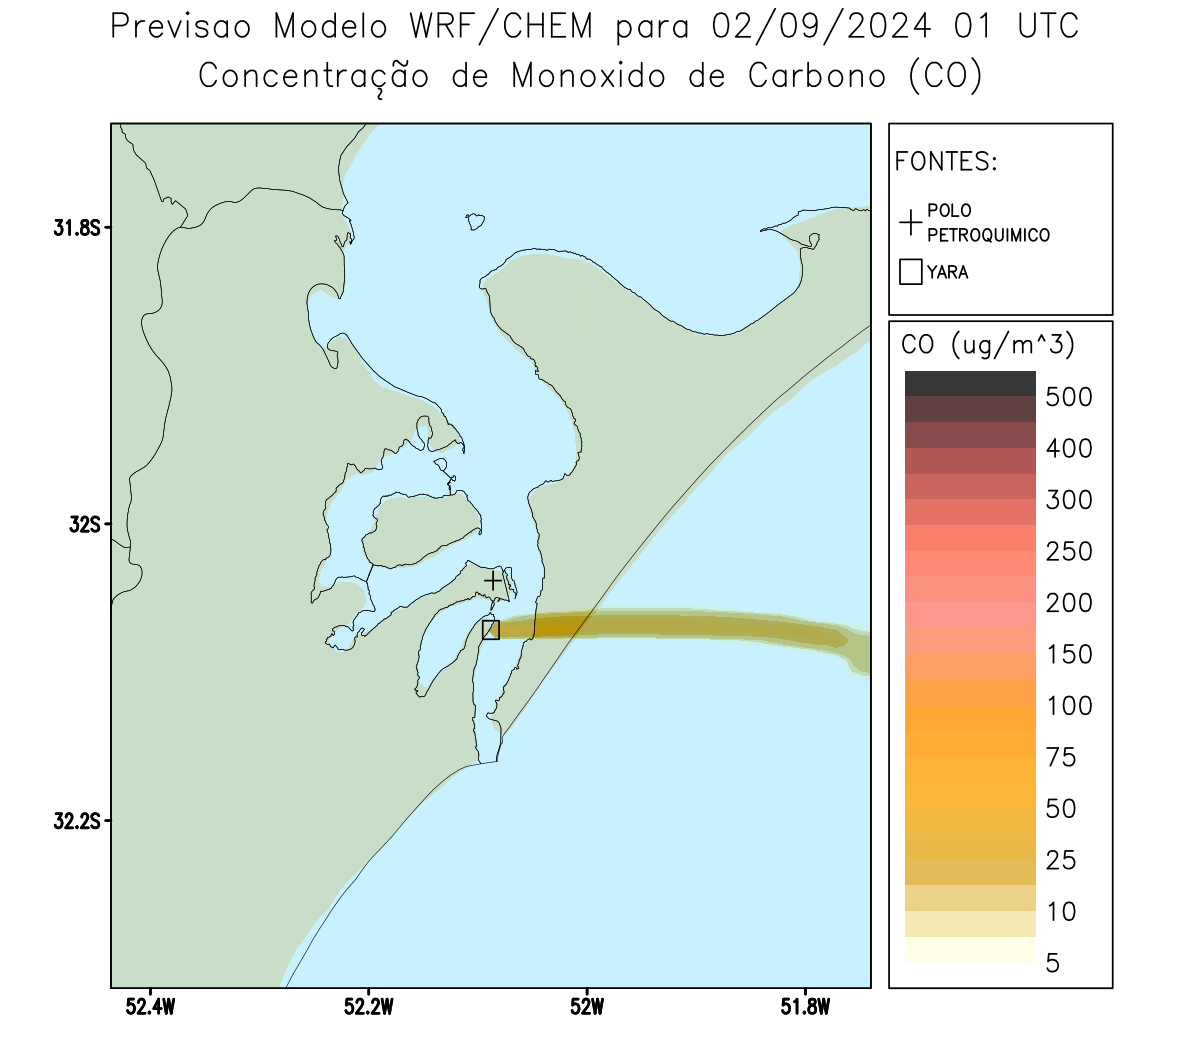 Previsao Modelo WRF/CHEM para 02/09/2024 01 UTC
Concentração de Monoxido de Carbono (CO)
FONTES:
POLO
PETROQUIMICO
YARA
CO (ug/m^3)
500
400
300
250
200
150
100
75
50
25
10
5
31.8S
32S
32.2S
52.4W
52.2W
52W
51.8W